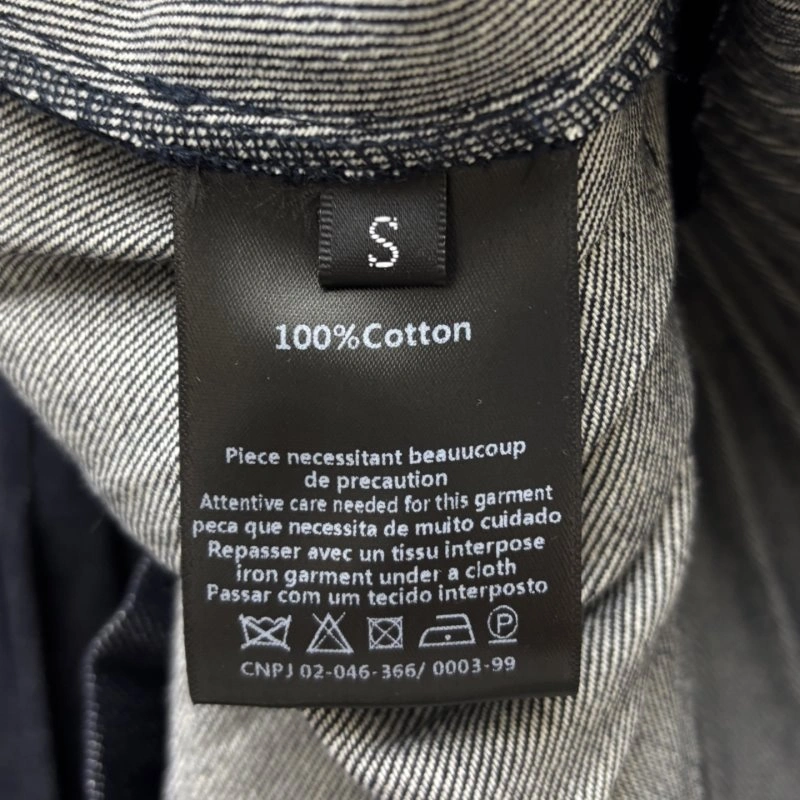 S
100%Cotton
Piece necessitant beauucoup
de precaution
Attentive care needed for this garment
peca que necessita de muito cuidado
Repasser avec un tissu interpose
iron garment under a cloth
Passar com um tecido interposto
P
CNPJ 02-046-366/ 0003-99